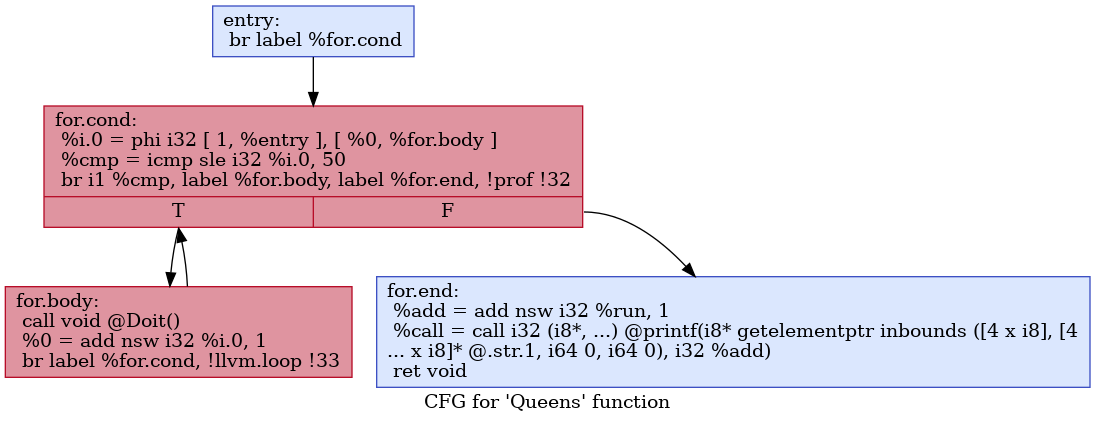 entry:
br label %for.cond
for.cond:
%i.0 = phi i32 [ 1, %entry ], [ %0, %for.body ]
%cmp = icmp sle i32 %i.0, 50
br i1 %cmp, label %for.body, label %for.end, !prof !32
T F
for.body:
call void @Doit()
%0 = add nsw i32 %i.0, 1
br label %for.cond, !llvm.loop !33
for.end:
%add = add nsw i32 %run, 1
%call = call i32 (i8*, ...) @printf(i8* getelementptr inbounds ([4 x i8], [4
... x i8]* @.str.1, i64 0, i64 0), i32 %add)
ret void
CFG for 'Queens' function